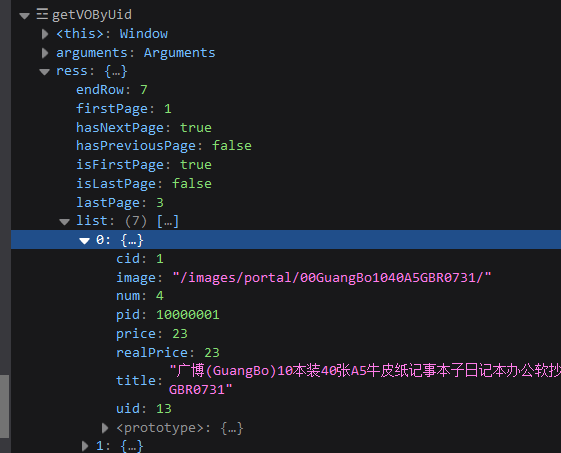 getVOByUid
<this>: Window
arguments: Arguments
ress: {…}
endRow: 7
firstPage: 1
hasNextPage: true
hasPreviousPage: false
isFirstPage: true
isLastPage: false
lastPage: 3
list: (7) […]
0: {…}
cid: 1
image: "/images/portal/00GuangBo1040A5GBR0731/"
num: 4
pid: 10000001
price: 23
realPrice: 23
title: "广博(GuangBo)10本装40张A5牛皮纸记事本子日记本办公软抄
GBR0731"
uid: 13
<prototype>: {…}
1: {…}